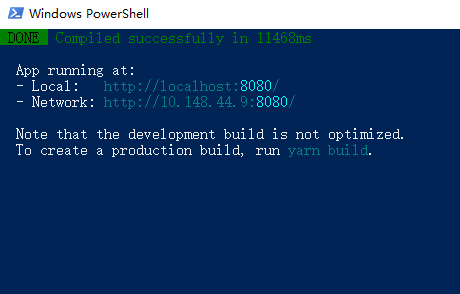 Windows PowerShell
DONE Compiled successfully in 11468ms
App running at:
- Local: http://localhost:8080/
- Network: http://10.148.44.9:8080/
Note that the development build is not optimized.
To create a production build, run yarn build.